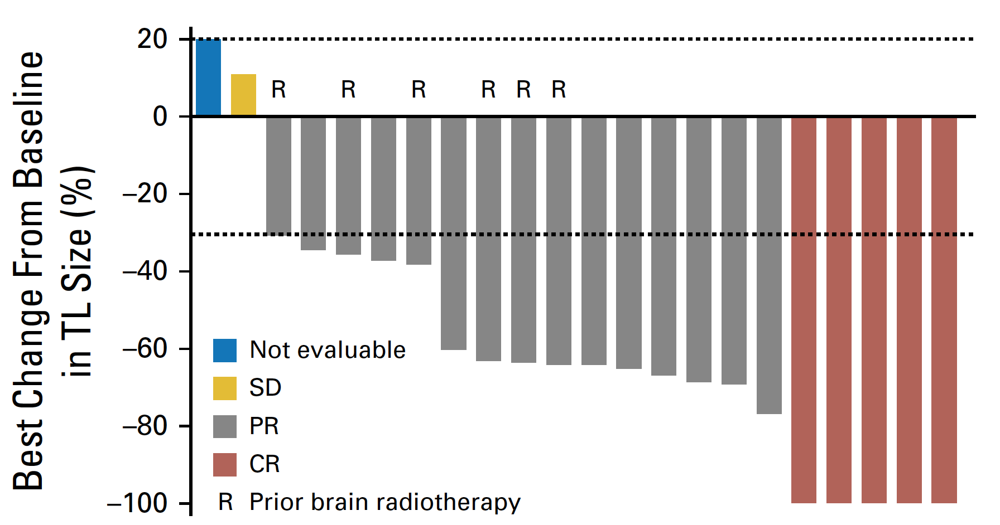 Best Change From Baseline
in TL Size (%)
20
0
–20
–40
–60
–80
–100
R R R R R R
Not evaluable
SD
PR
CR
R Prior brain radiotherapy